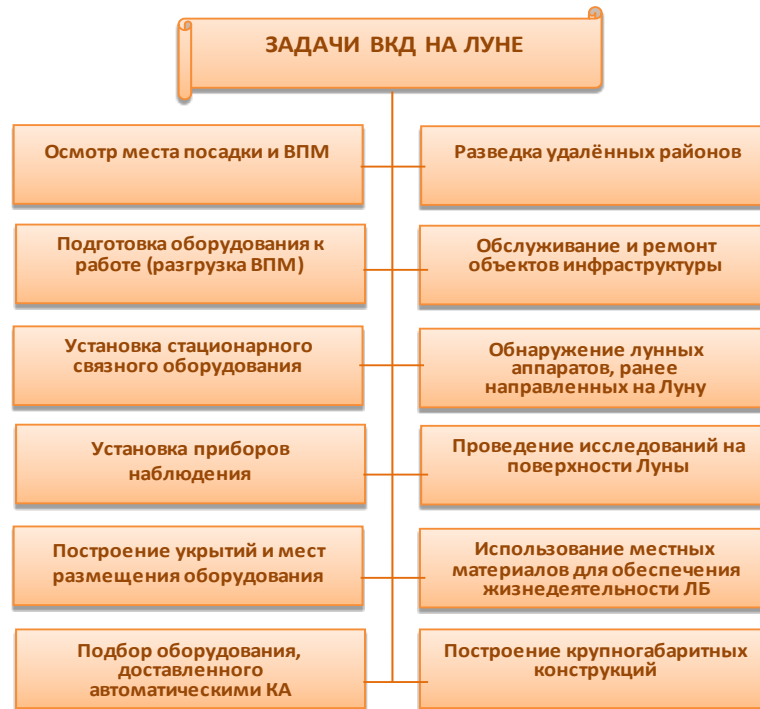 ЗАДАЧИ ВКД НА ЛУНЕ
Осмотр места посадки и ВПМ
Разведка удалённых районов
Подготовка оборудования к
работе (разгрузка ВПМ)
Обслуживание и ремонт
объектов инфраструктуры
Установка стационарного
связного оборудования
Обнаружение лунных
аппаратов, ранее
направленных на Луну
Установка приборов
наблюдения
Проведение исследований на
поверхности Луны
Построение укрытий и мест
размещения оборудования
Использование местных
материалов для обеспечения
жизнедеятельности ЛБ
Подбор оборудования,
доставленного
автоматическими КА
Построение крупногабаритных
конструкций